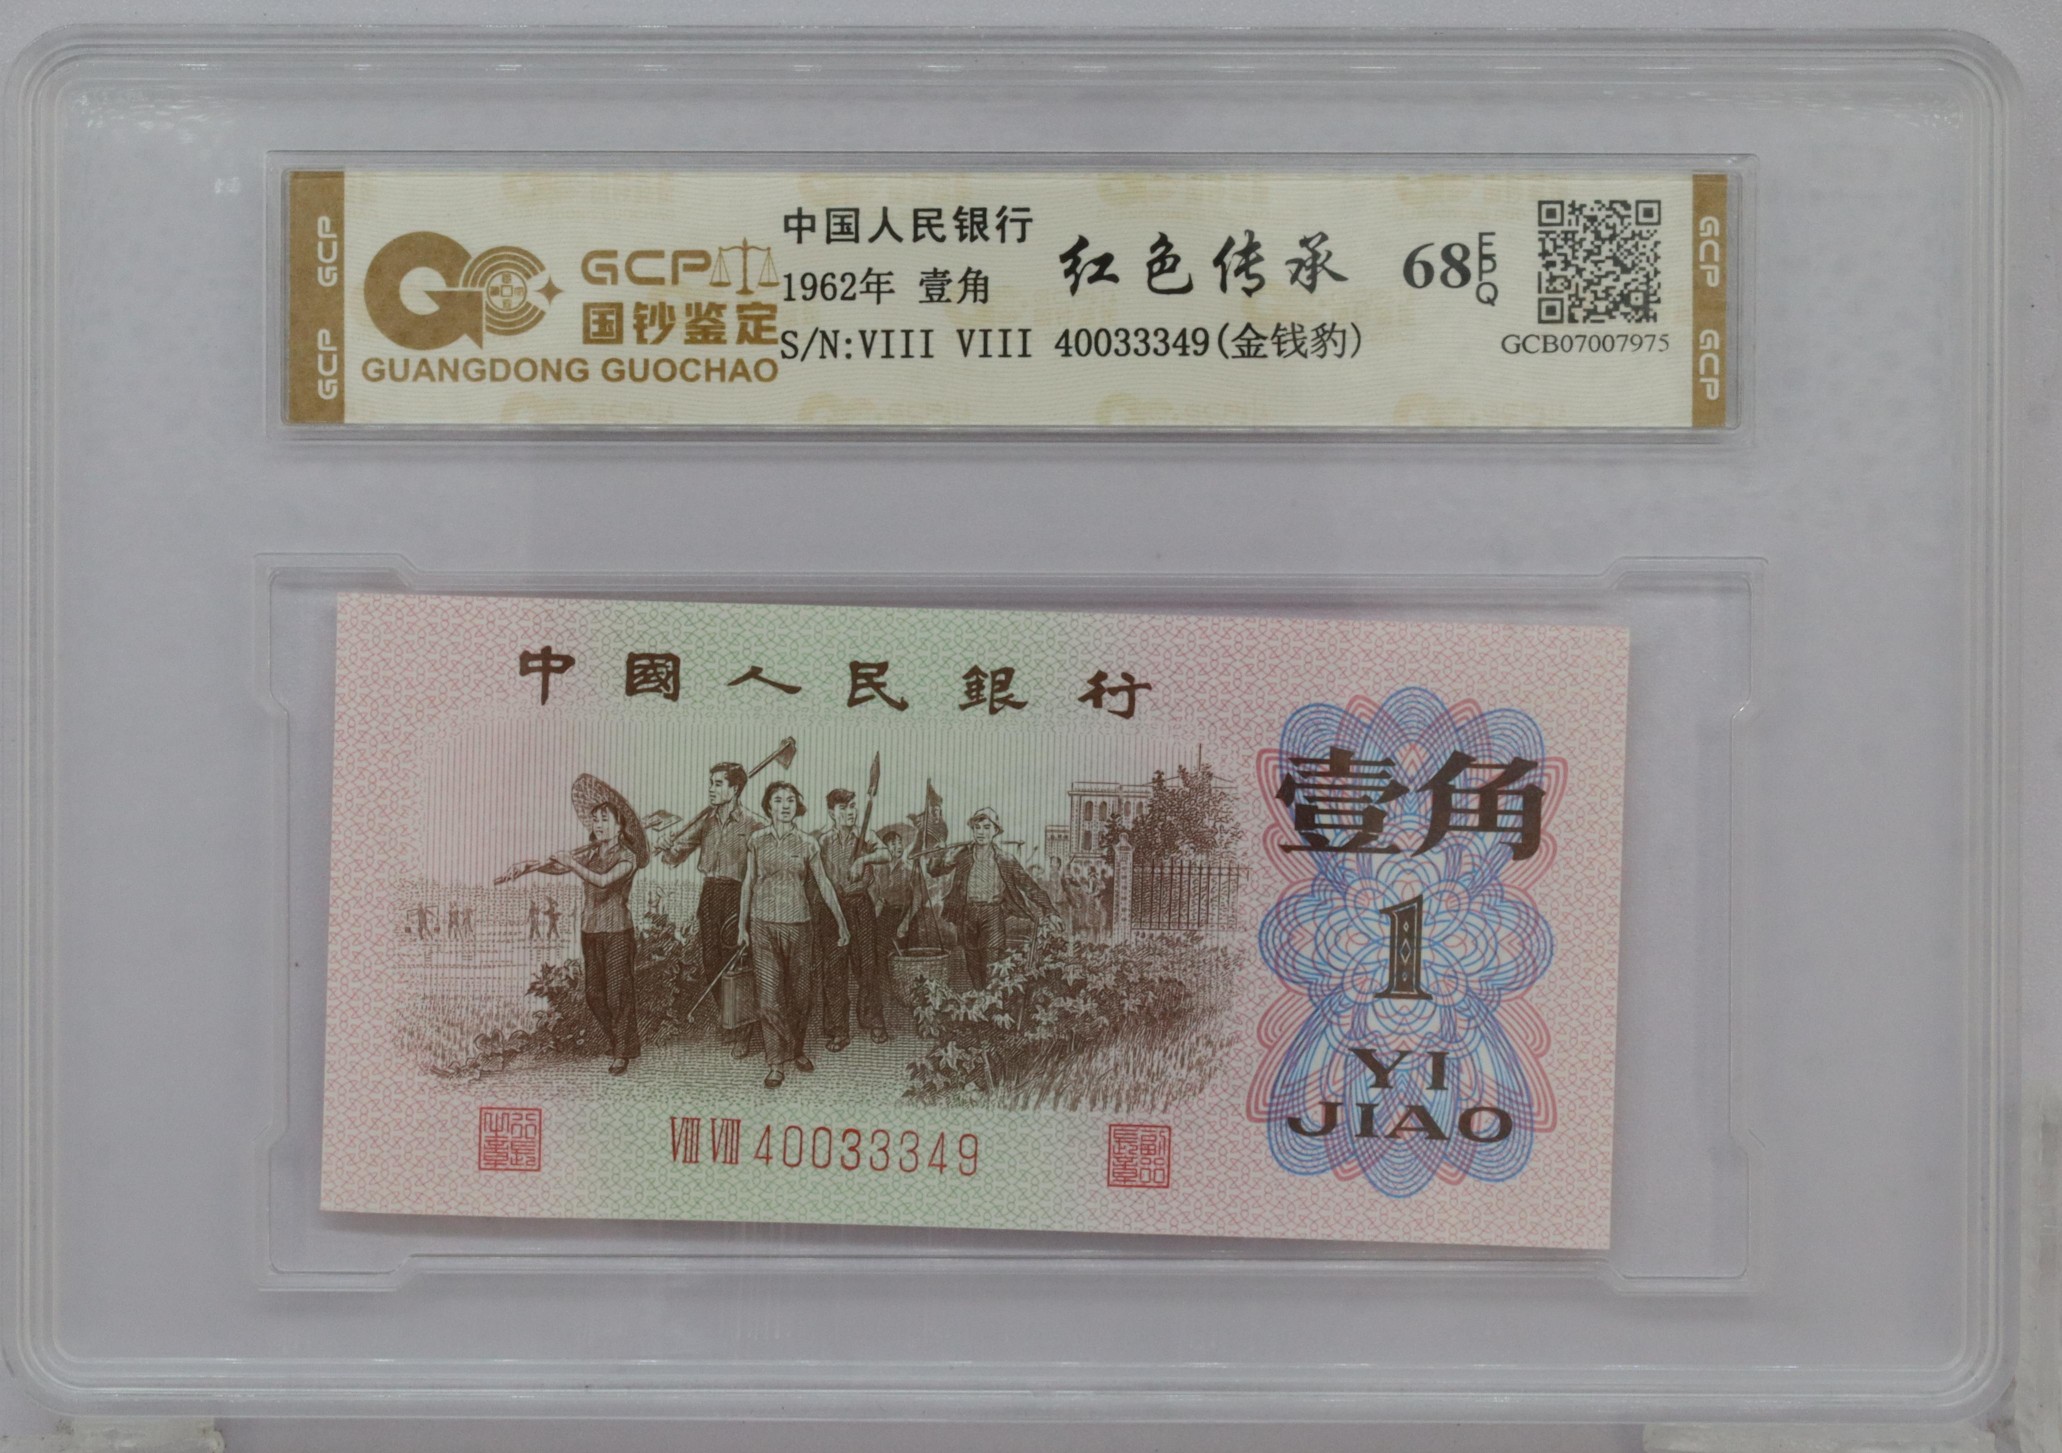 GCP GCP
GCP
国钞鉴定
GUANGDONG GUOCHAO
中国人民银行
1962年 壹角
S/N:VIII VIII 40033349(金钱豹)
红色传承
68 EPQ
GCB07007975
GCP GCP
中國人民銀行
壹角
1
YI
JIAO
VIII VIII 40033349